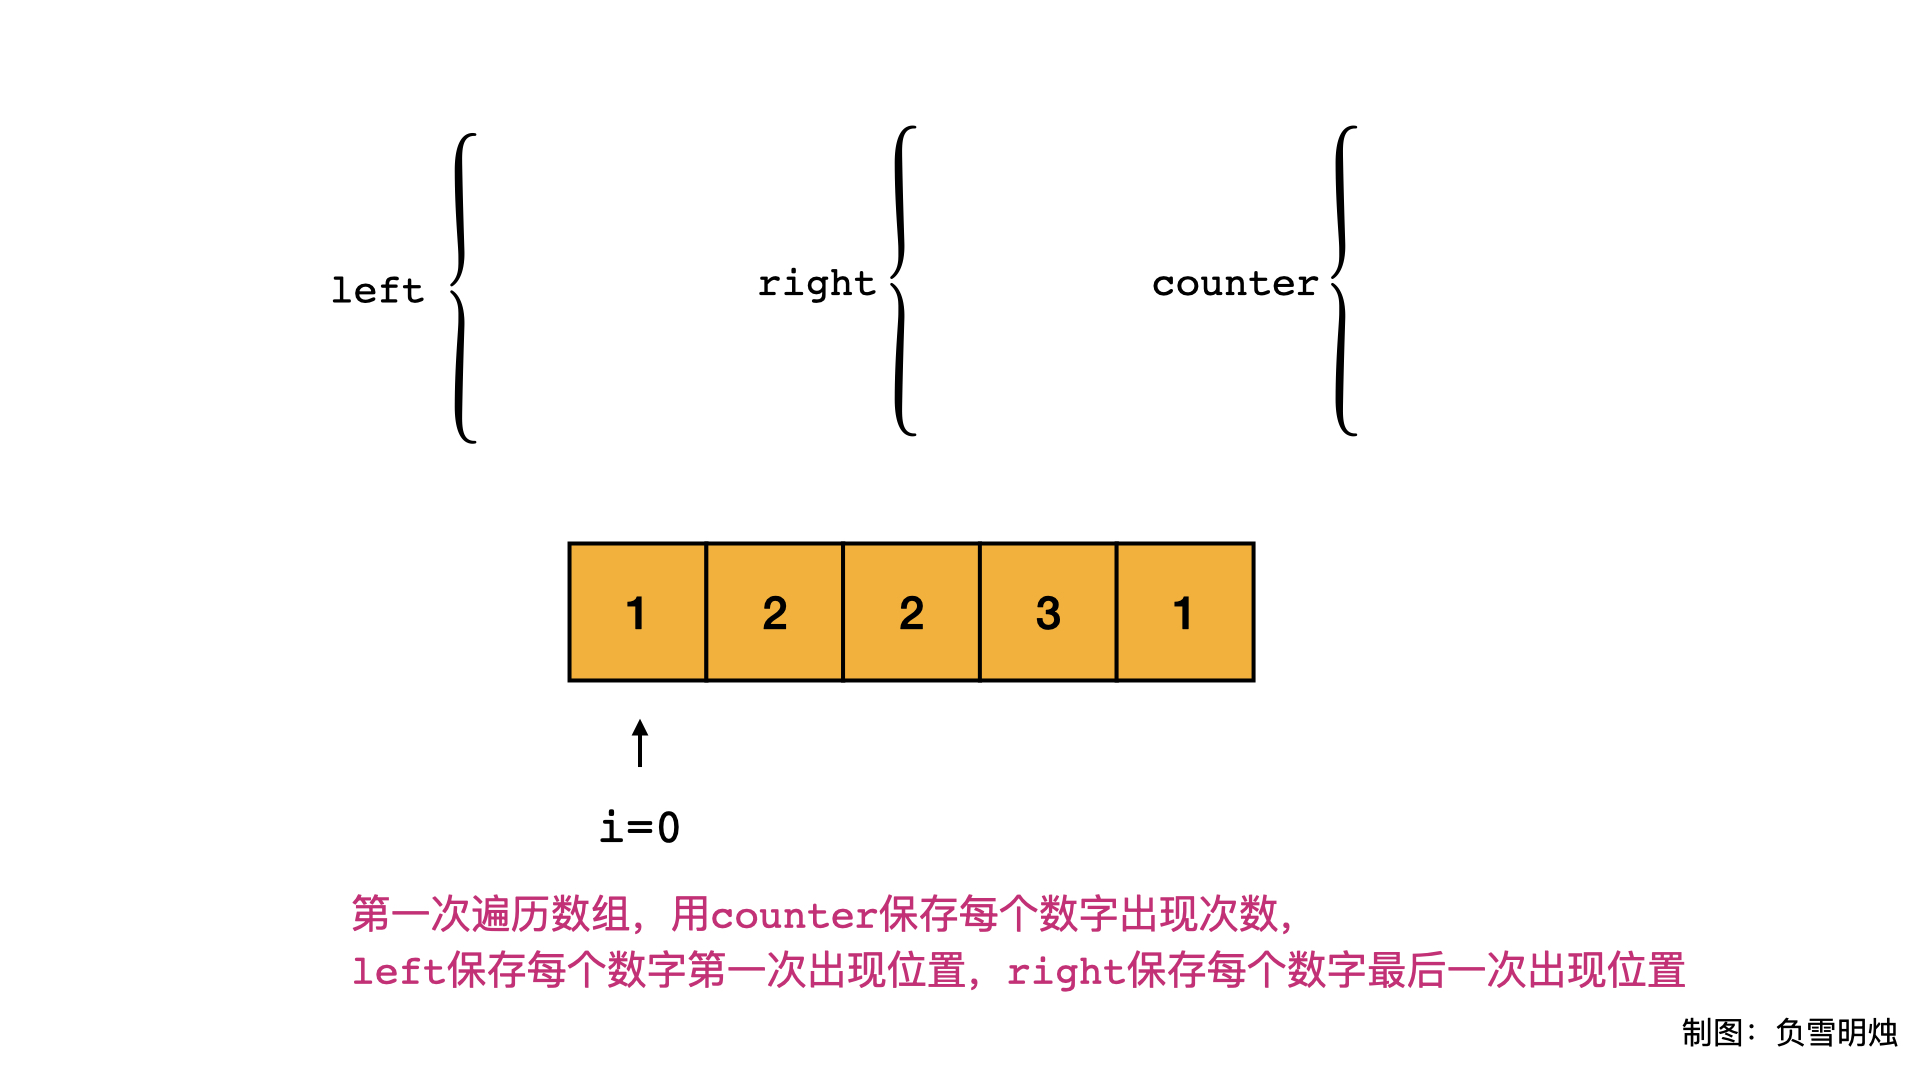 left
right
counter
1 2 2 3 1
i=0
第一次遍历数组，用counter保存每个数字出现次数，
left保存每个数字第一次出现位置，right保存每个数字最后一次出现位置
制图：负雪明烛